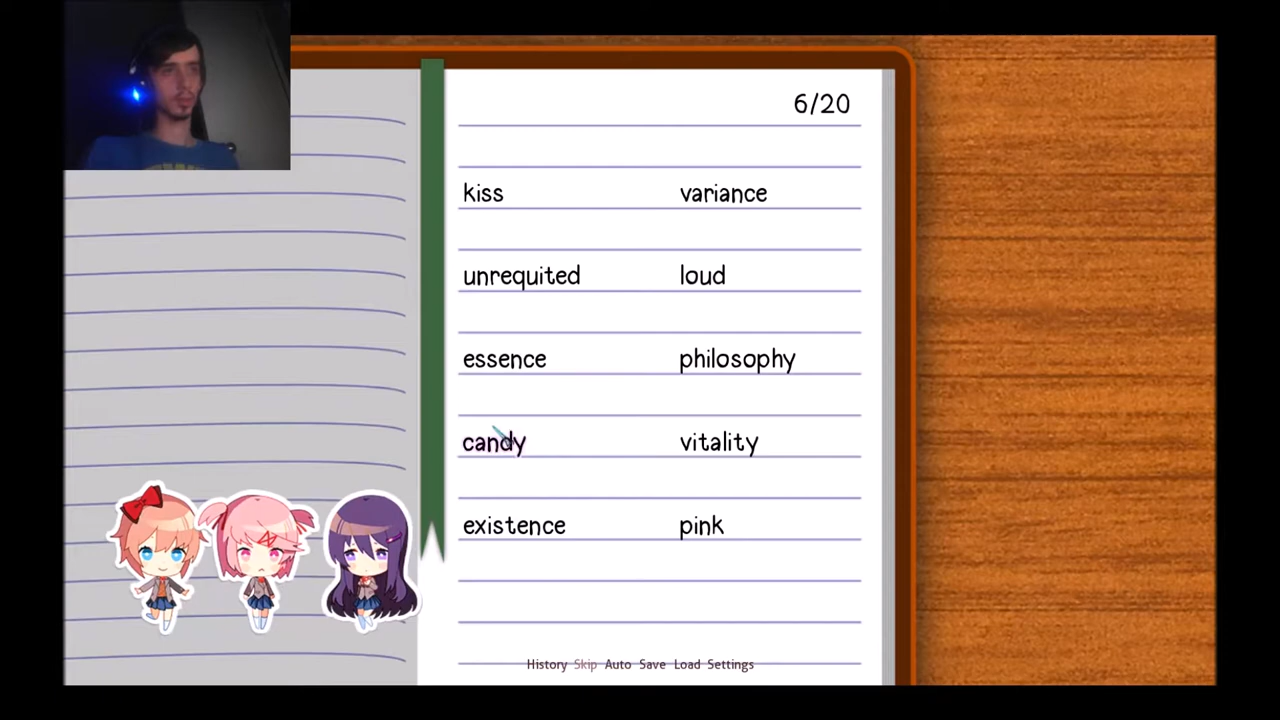 6/20
kiss variance
unrequited loud
essence philosophy
candy vitality
existence pink
History Skip Auto Save Load Settings